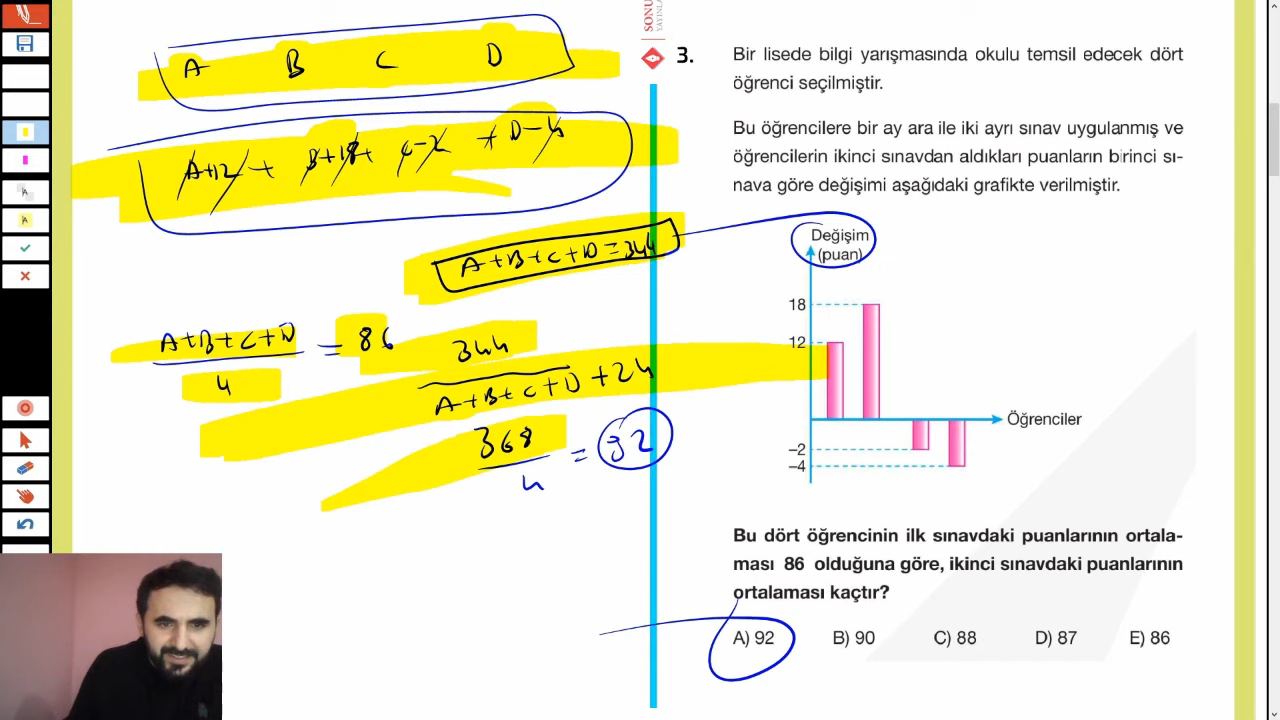 A B C D
A+12 + B+18 + C-2 + D-4
A+B+C+D=344
A+B+C+D
4
= 86
344
A+B+C+D +24
368
4
= 92
SONUÇ
YAYINLARI
3. Bir lisede bilgi yarışmasında okulu temsil edecek dört
öğrenci seçilmiştir.
Bu öğrencilere bir ay ara ile iki ayrı sınav uygulanmış ve
öğrencilerin ikinci sınavdan aldıkları puanların birinci sı-
nava göre değişimi aşağıdaki grafikte verilmiştir.
Değişim
(puan)
18
12
Öğrenciler
–2
–4
Bu dört öğrencinin ilk sınavdaki puanlarının ortala-
ması 86 olduğuna göre, ikinci sınavdaki puanlarının
ortalaması kaçtır?
A) 92 B) 90 C) 88 D) 87 E) 86